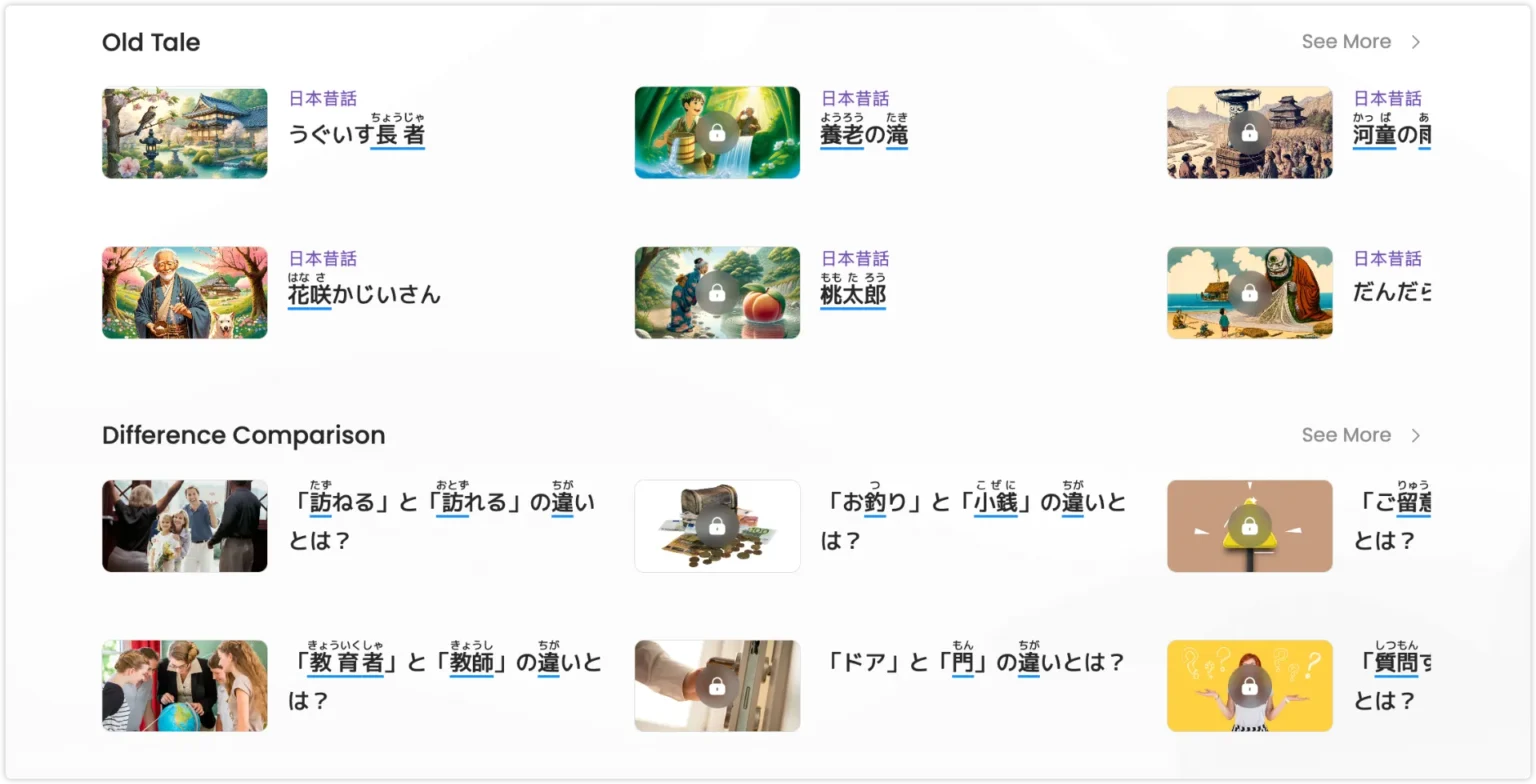 Old Tale
See More
日本昔話
ちょうじゃ
うぐいす長者
日本昔話
ようろう たき
養老の滝
日本昔話
かっぱ あ
河童の雨
日本昔話
はなさ
花咲かじいさん
日本昔話
ももたろう
桃太郎
日本昔話
だんだら
Difference Comparison
See More
たず おとず ちが
「訪ねる」と「訪れる」の違い
とは？
つ こぜに ちが
「お釣り」と「小銭」の違いと
は？
りゅう
「ご留意
とは？
きょういくしゃ きょうし ちが
「教育者」と「教師」の違いと
は？
もん ちが
「ドア」と「門」の違いとは？
しつもん
「質問す
とは？